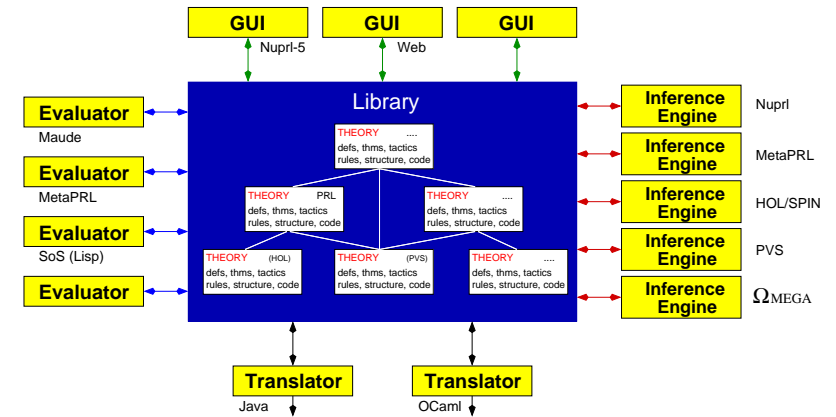 GUI GUI GUI
Nuprl-5 Web
Library
Evaluator
Maude
Evaluator
MetaPRL
Evaluator
SoS (Lisp)
Evaluator
THEORY ....
defs, thms, tactics
rules, structure, code
THEORY PRL
defs, thms, tactics
rules, structure, code
THEORY ....
defs, thms, tactics
rules, structure, code
THEORY (HOL)
defs, thms, tactics
rules, structure, code
THEORY (PVS)
defs, thms, tactics
rules, structure, code
THEORY ....
defs, thms, tactics
rules, structure, code
Inference
Engine
Nuprl
Inference
Engine
MetaPRL
Inference
Engine
HOL/SPIN
Inference
Engine
PVS
Inference
Engine
ΩMEGA
Translator Translator
Java OCaml